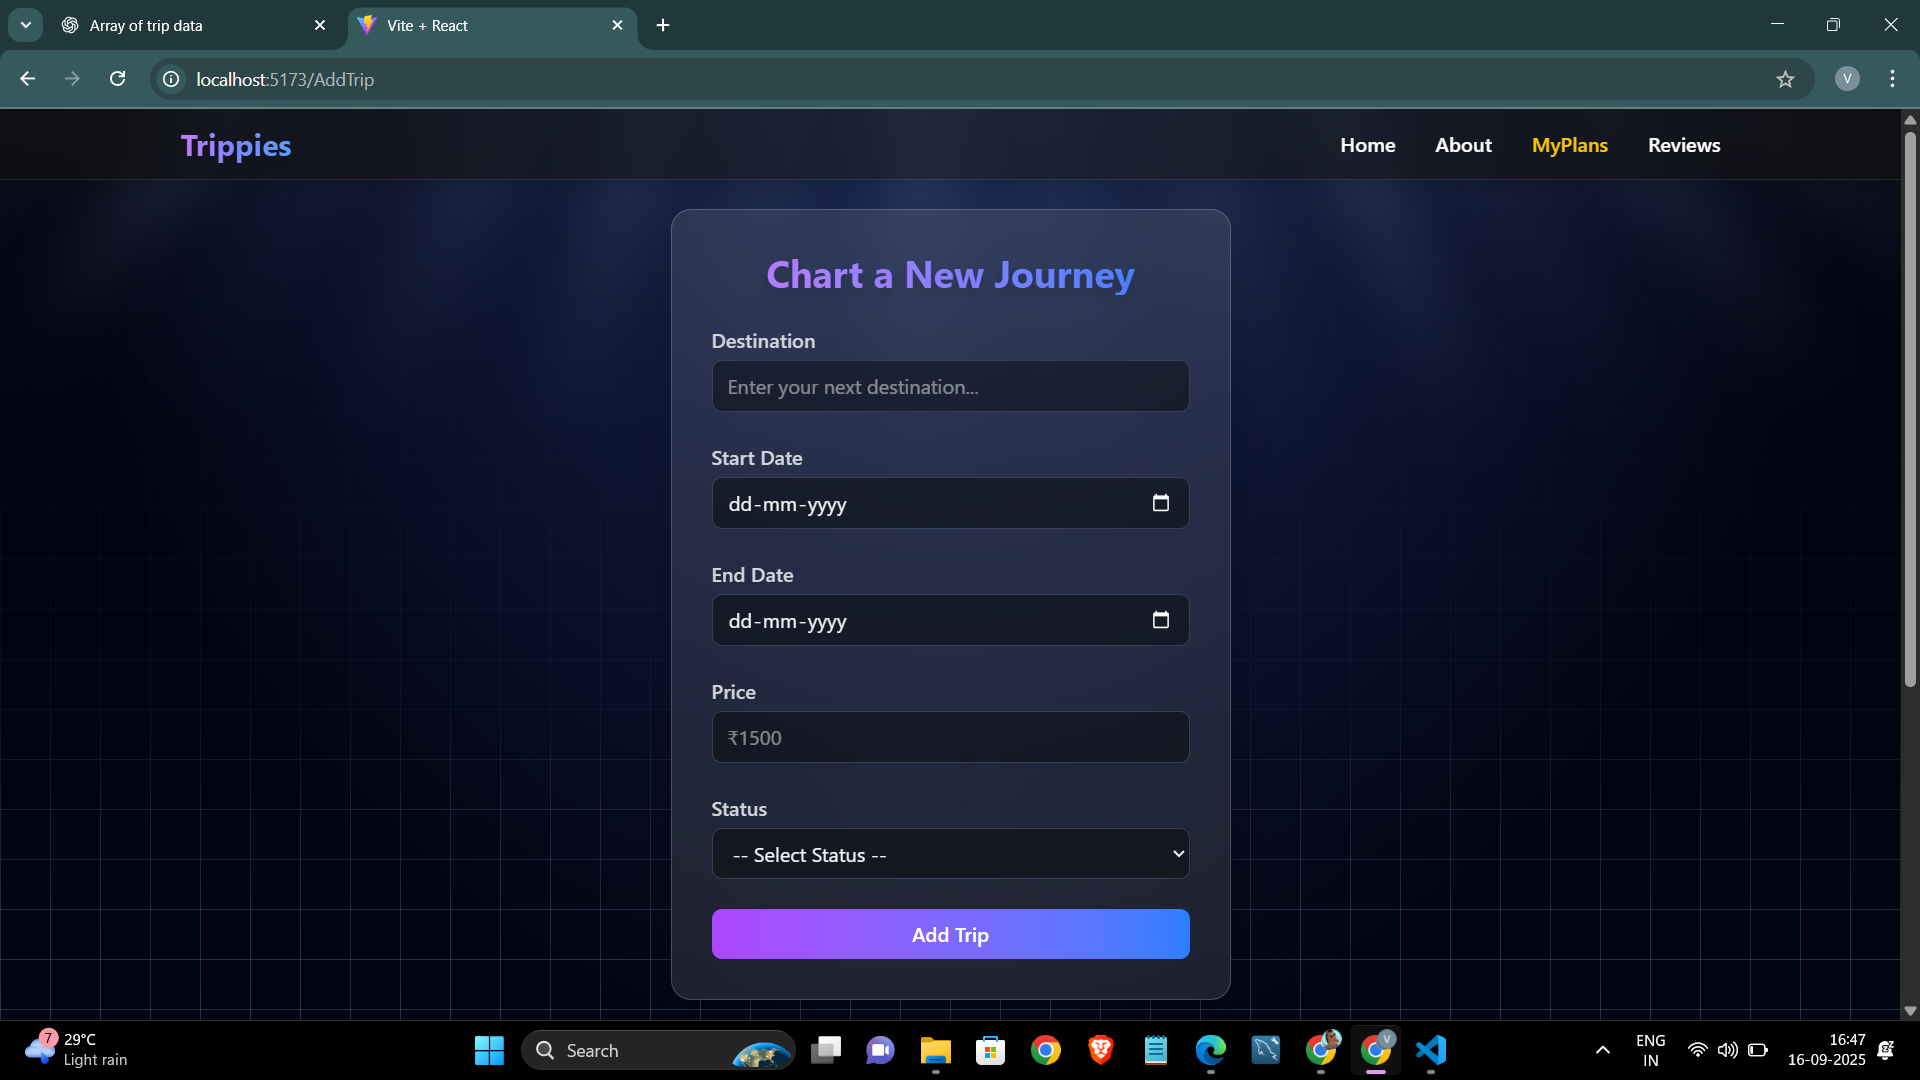 Array of trip data
Vite + React
localhost:5173/AddTrip
V
Trippies
Home
About
MyPlans
Reviews
Chart a New Journey
Destination
Enter your next destination...
Start Date
dd-mm-yyyy
End Date
dd-mm-yyyy
Price
₹1500
Status
-- Select Status --
Add Trip
7
29°C
Light rain
Search
V
ENG
IN
16:47
16-09-2025